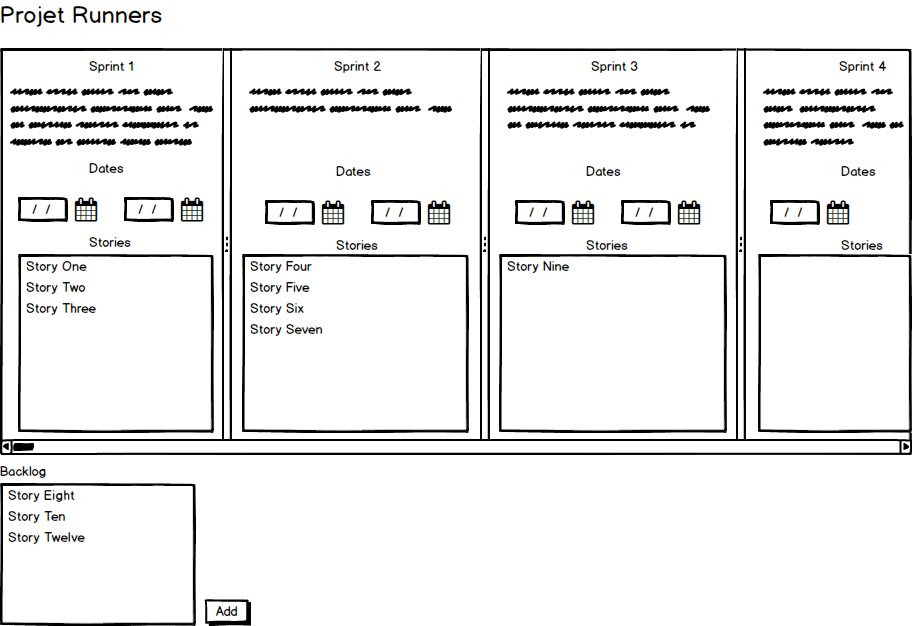 Projet Runners
Sprint 1
Dates
/ /
/ /
Stories
Story One
Story Two
Story Three
Sprint 2
Dates
/ /
/ /
Stories
Story Four
Story Five
Story Six
Story Seven
Sprint 3
Dates
/ /
/ /
Stories
Story Nine
Sprint 4
Dates
/ /
Stories
Backlog
Story Eight
Story Ten
Story Twelve
Add